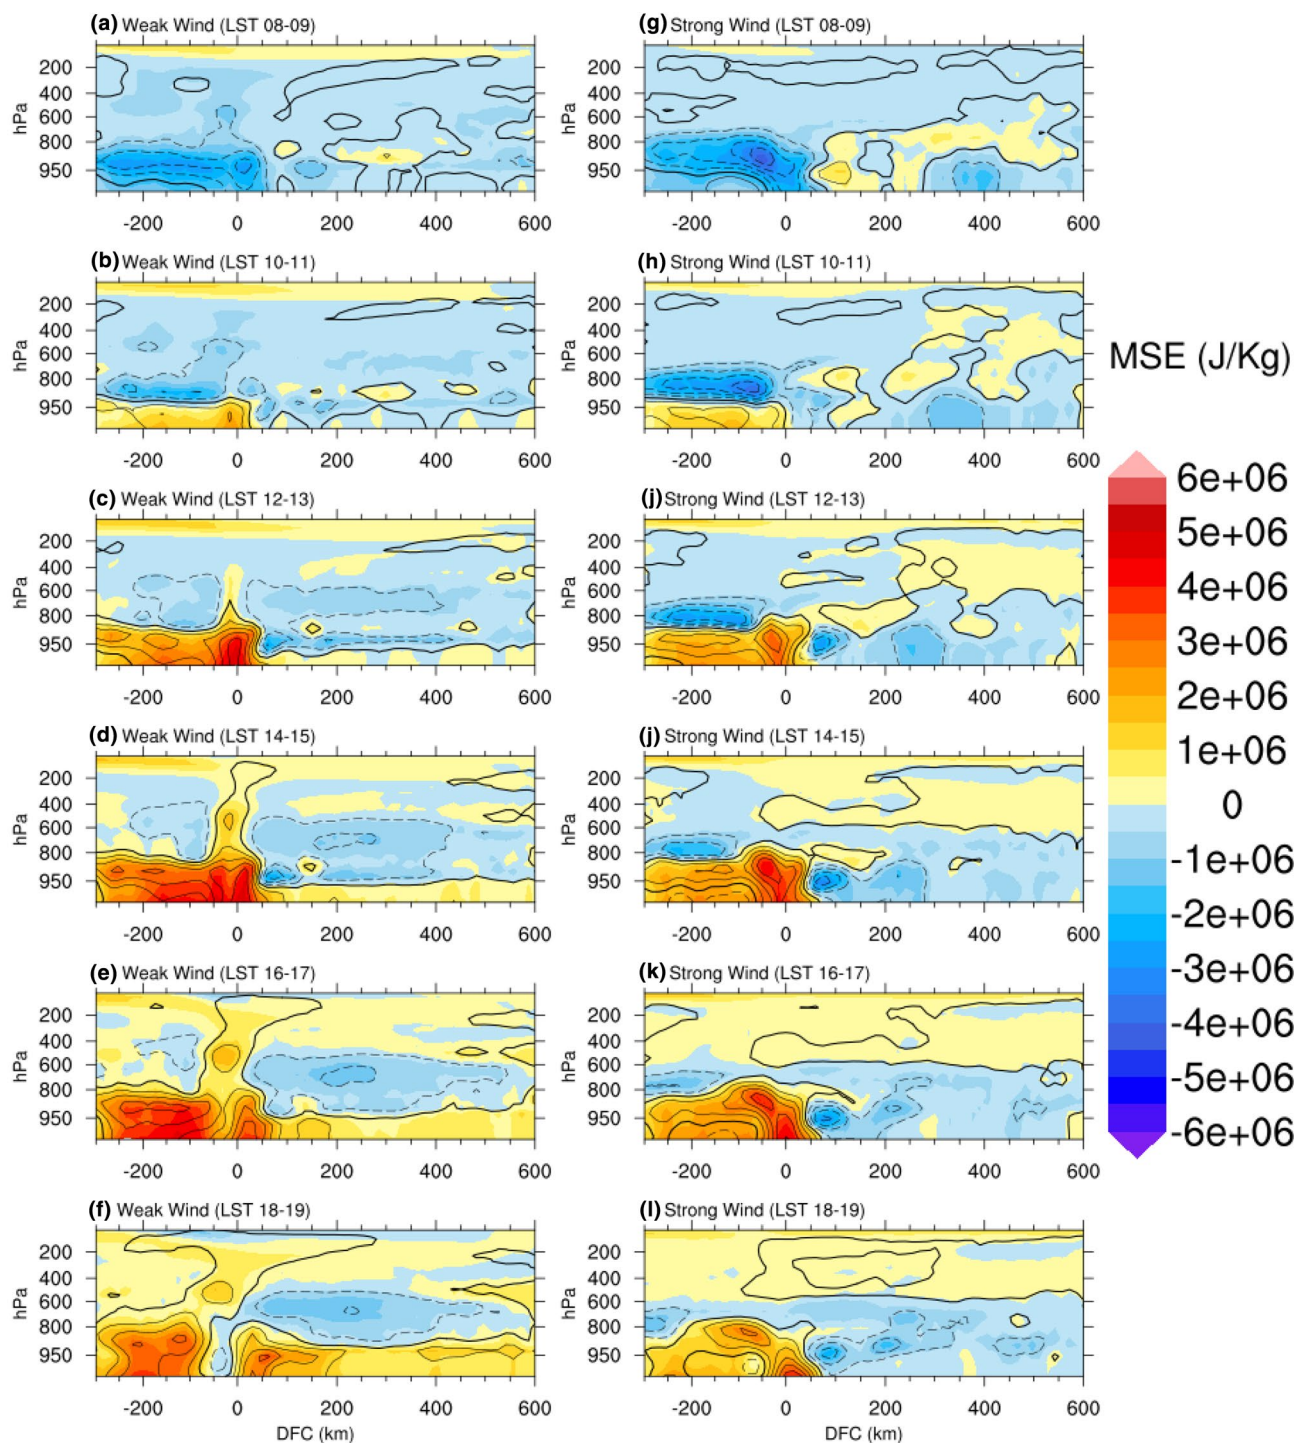 (a) Weak Wind (LST 08-09)
hPa
200
400
600
800
950
-200 0 200 400 600
(g) Strong Wind (LST 08-09)
hPa
200
400
600
800
950
-200 0 200 400 600
(b) Weak Wind (LST 10-11)
hPa
200
400
600
800
950
-200 0 200 400 600
(h) Strong Wind (LST 10-11)
hPa
200
400
600
800
950
-200 0 200 400 600
(c) Weak Wind (LST 12-13)
hPa
200
400
600
800
950
-200 0 200 400 600
(j) Strong Wind (LST 12-13)
hPa
200
400
600
800
950
-200 0 200 400 600
(d) Weak Wind (LST 14-15)
hPa
200
400
600
800
950
-200 0 200 400 600
(j) Strong Wind (LST 14-15)
hPa
200
400
600
800
950
-200 0 200 400 600
(e) Weak Wind (LST 16-17)
hPa
200
400
600
800
950
-200 0 200 400 600
(k) Strong Wind (LST 16-17)
hPa
200
400
600
800
950
-200 0 200 400 600
(f) Weak Wind (LST 18-19)
hPa
200
400
600
800
950
-200 0 200 400 600
DFC (km)
(l) Strong Wind (LST 18-19)
hPa
200
400
600
800
950
-200 0 200 400 600
DFC (km)
MSE (J/Kg)
6e+06
5e+06
4e+06
3e+06
2e+06
1e+06
0
-1e+06
-2e+06
-3e+06
-4e+06
-5e+06
-6e+06